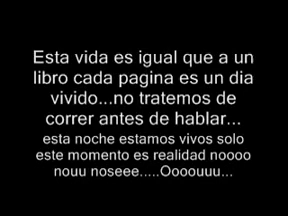 Esta vida es igual que a un
libro cada pagina es un dia
vivido...no tratemos de
correr antes de hablar...
esta noche estamos vivos solo
este momento es realidad noooo
nouu noseee.....Oooouuu...